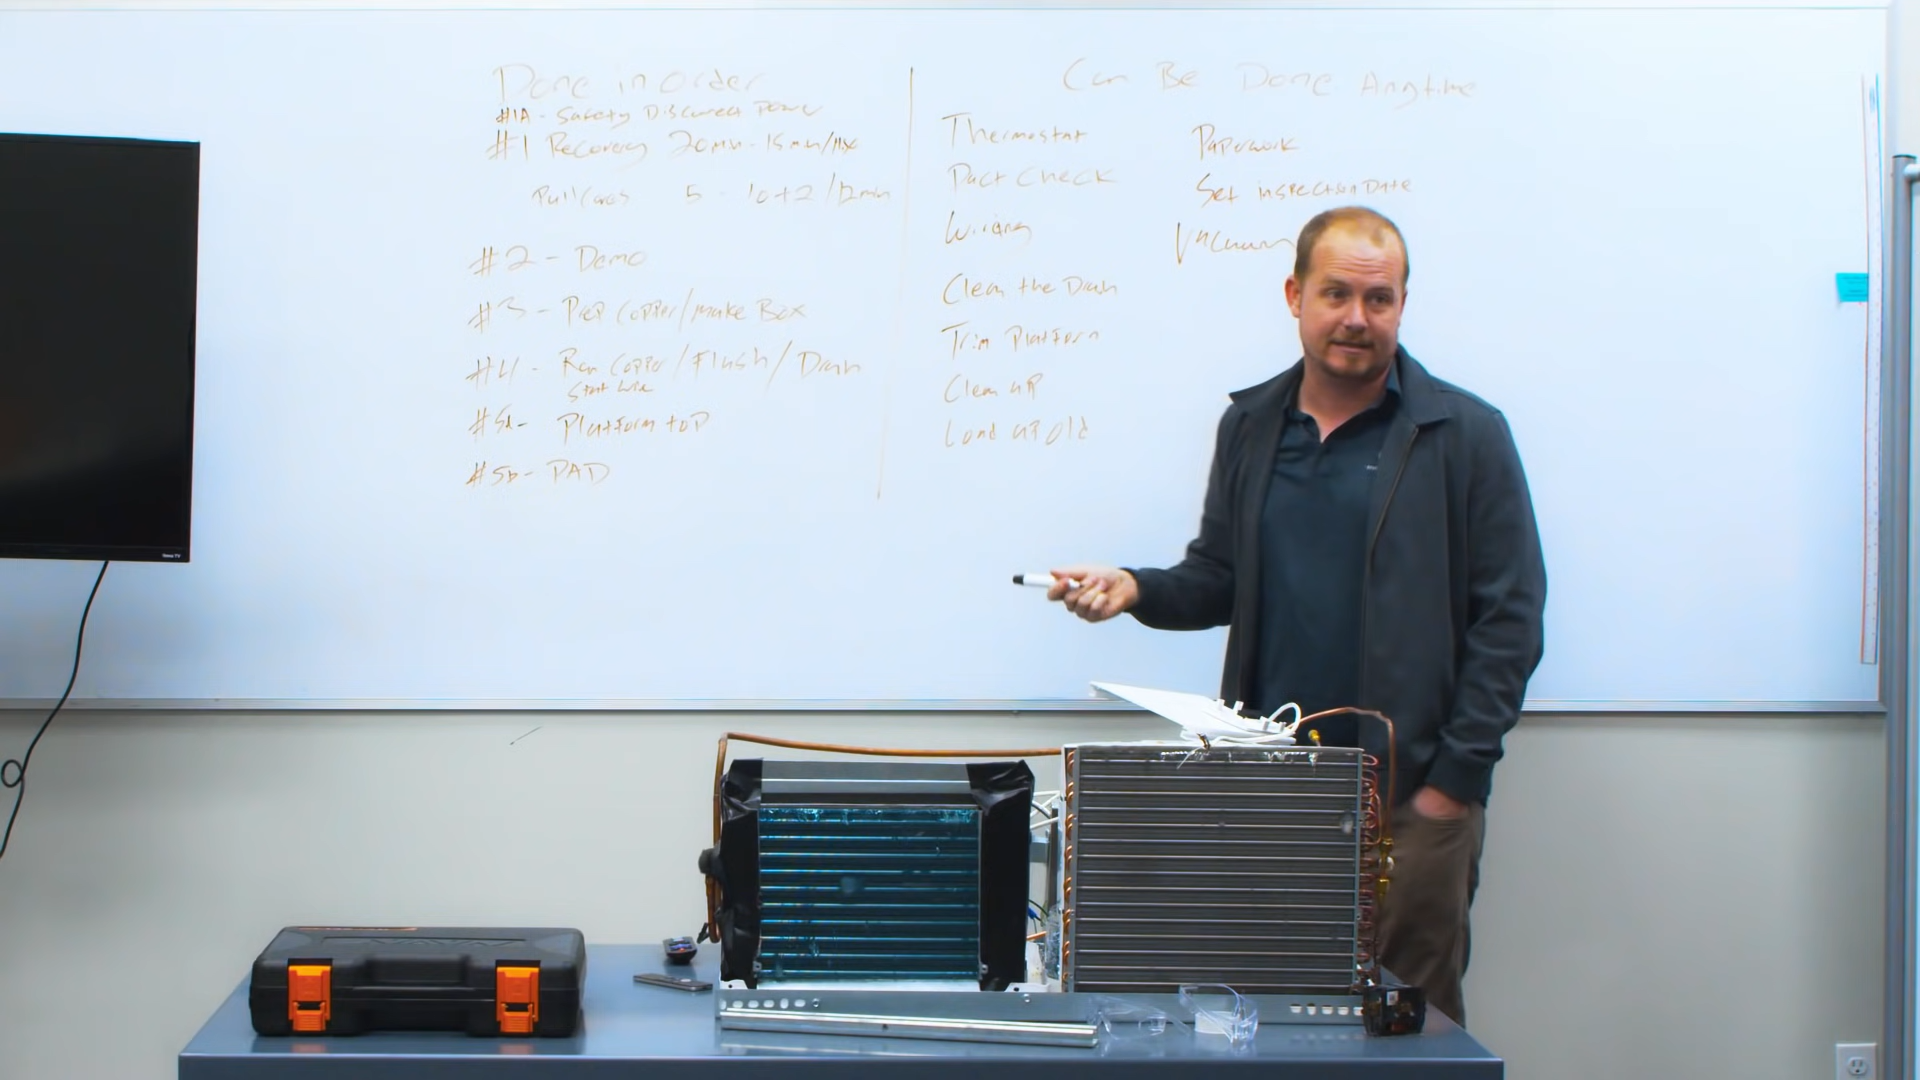 Done in order
#1A - Safety Disconnect Power
#1 Recovery 20min - 15min/
Pull 5 - 10+2 /12min
#2 - Demo
#3 - Prep Copper/make Box
#4 - Run Copper/Flush/Drain
Start
#5a- Platform top
#5b- PAD
Can Be Done Anytime
Thermostat
Duct Check
Wiring
Clean the Drain
Trim Platform
Clean up
Load up old
Paperwork
Set inspection Date
Vacuum